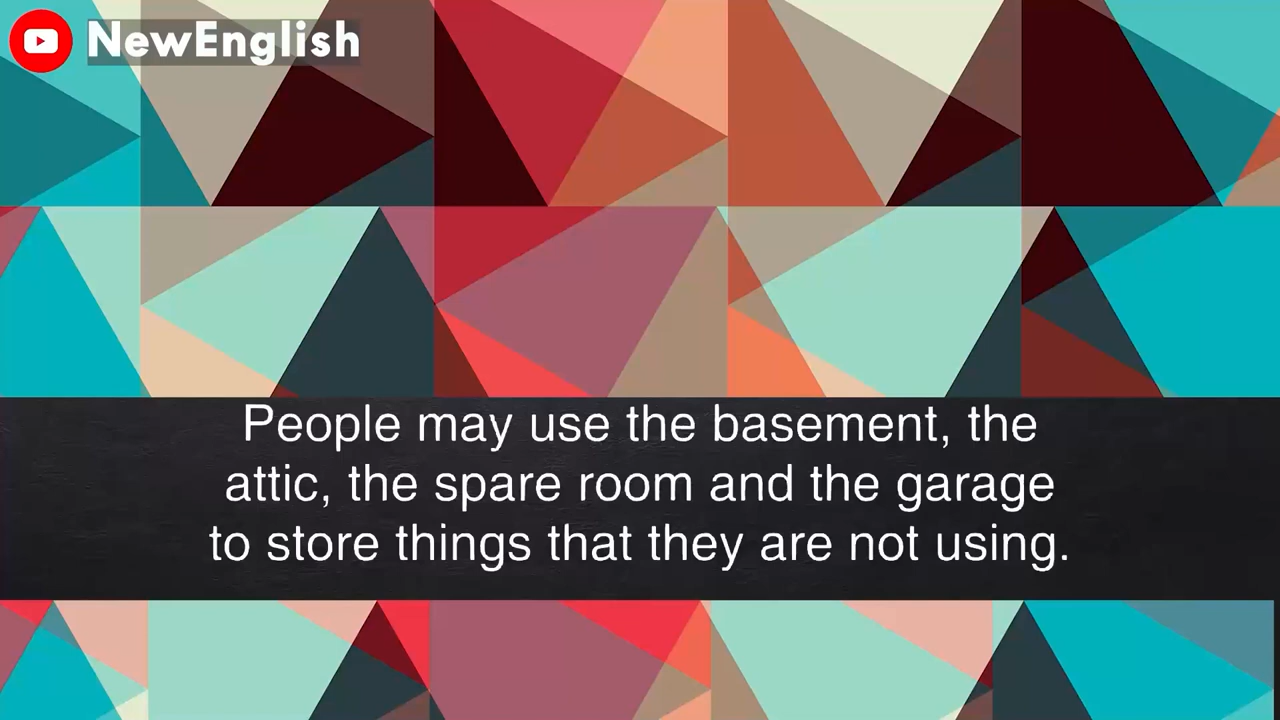 NewEnglish
People may use the basement, the
attic, the spare room and the garage
to store things that they are not using.